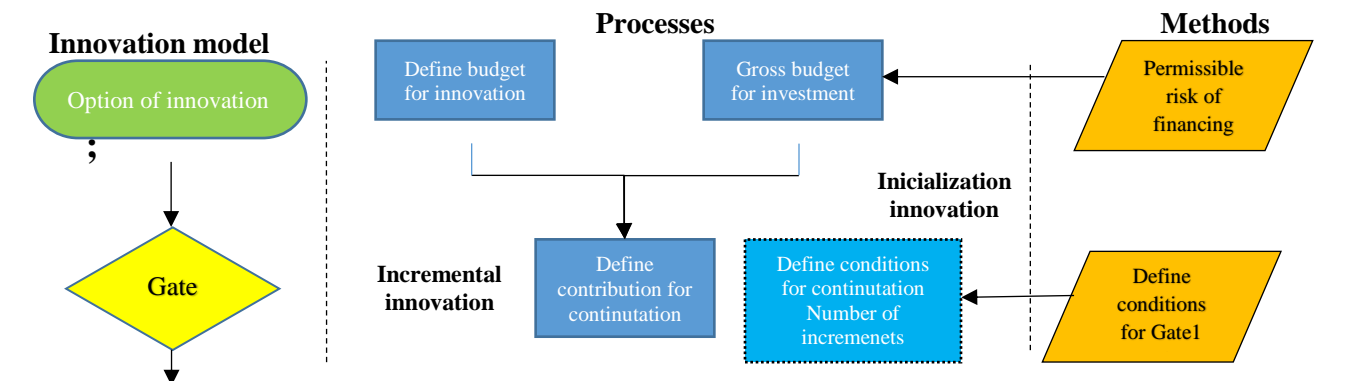 Processes
Methods
Innovation model
Option of innovation
;
Gate
Define budget
for innovation
Gross budget
for investment
Permissible
risk of
financing
Inicialization
innovation
Incremental
innovation
Define
contribution for
continutation
Define conditions
for continutation
Number of
incremenets
Define
conditions
for Gate1